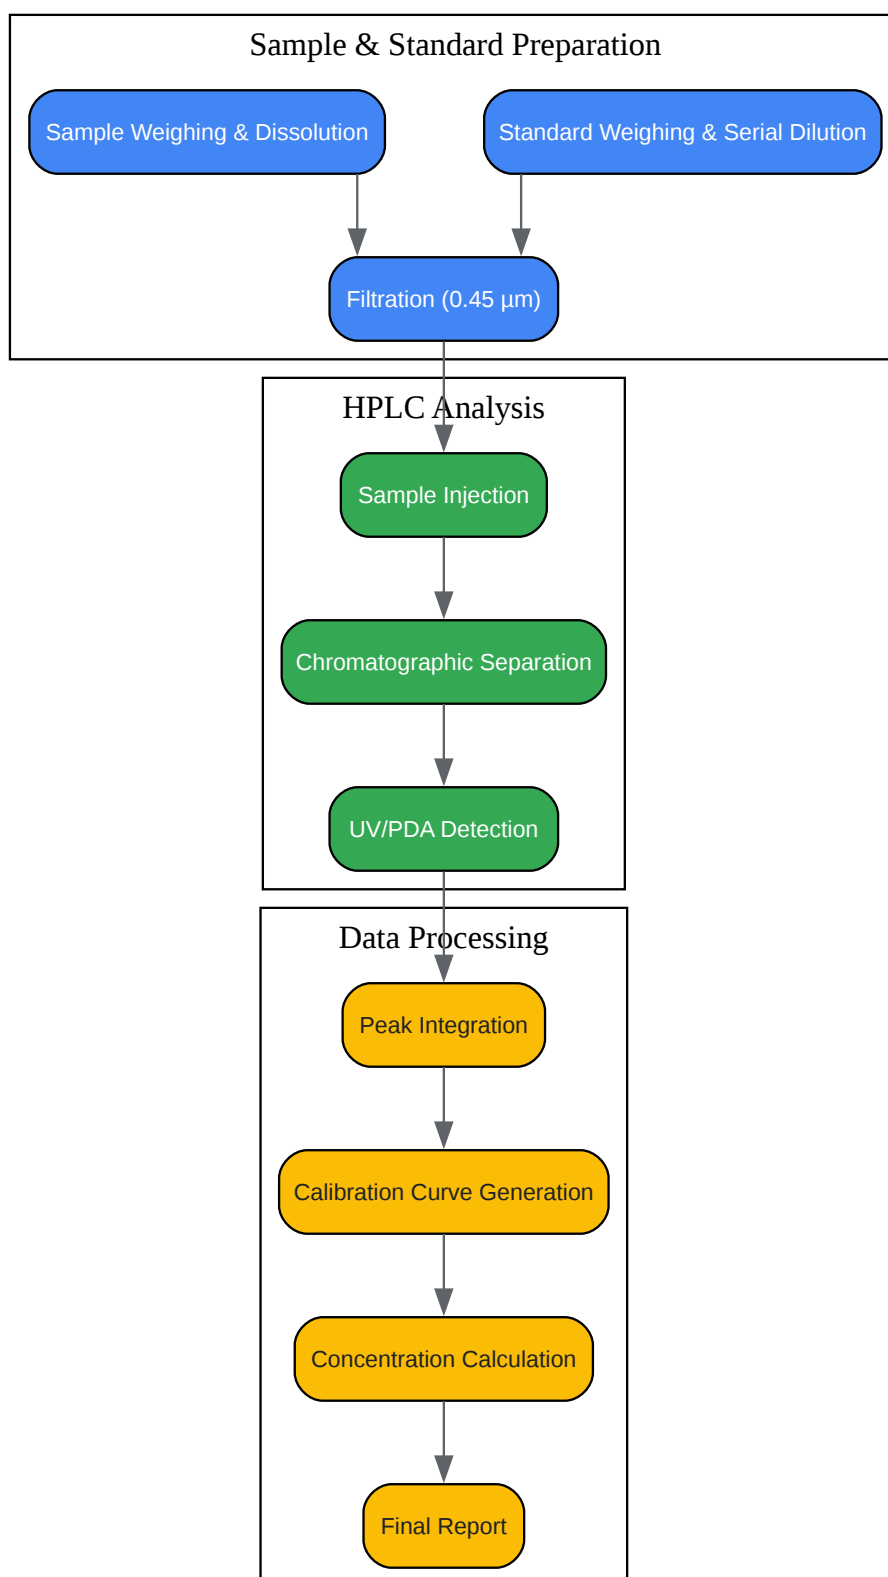 Sample & Standard Preparation
Sample Weighing & Dissolution
Standard Weighing & Serial Dilution
Filtration (0.45 µm)
HPLC Analysis
Sample Injection
Chromatographic Separation
UV/PDA Detection
Data Processing
Peak Integration
Calibration Curve Generation
Concentration Calculation
Final Report